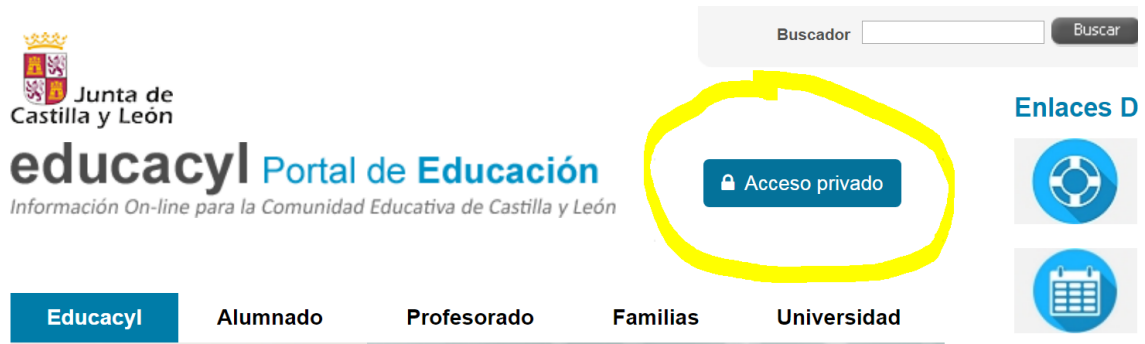 Buscador
Buscar
Junta de
Castilla y León
Enlaces D
educacyl Portal de Educación
Acceso privado
Información On-line para la Comunidad Educativa de Castilla y León
Educacyl
Alumnado
Profesorado
Familias
Universidad